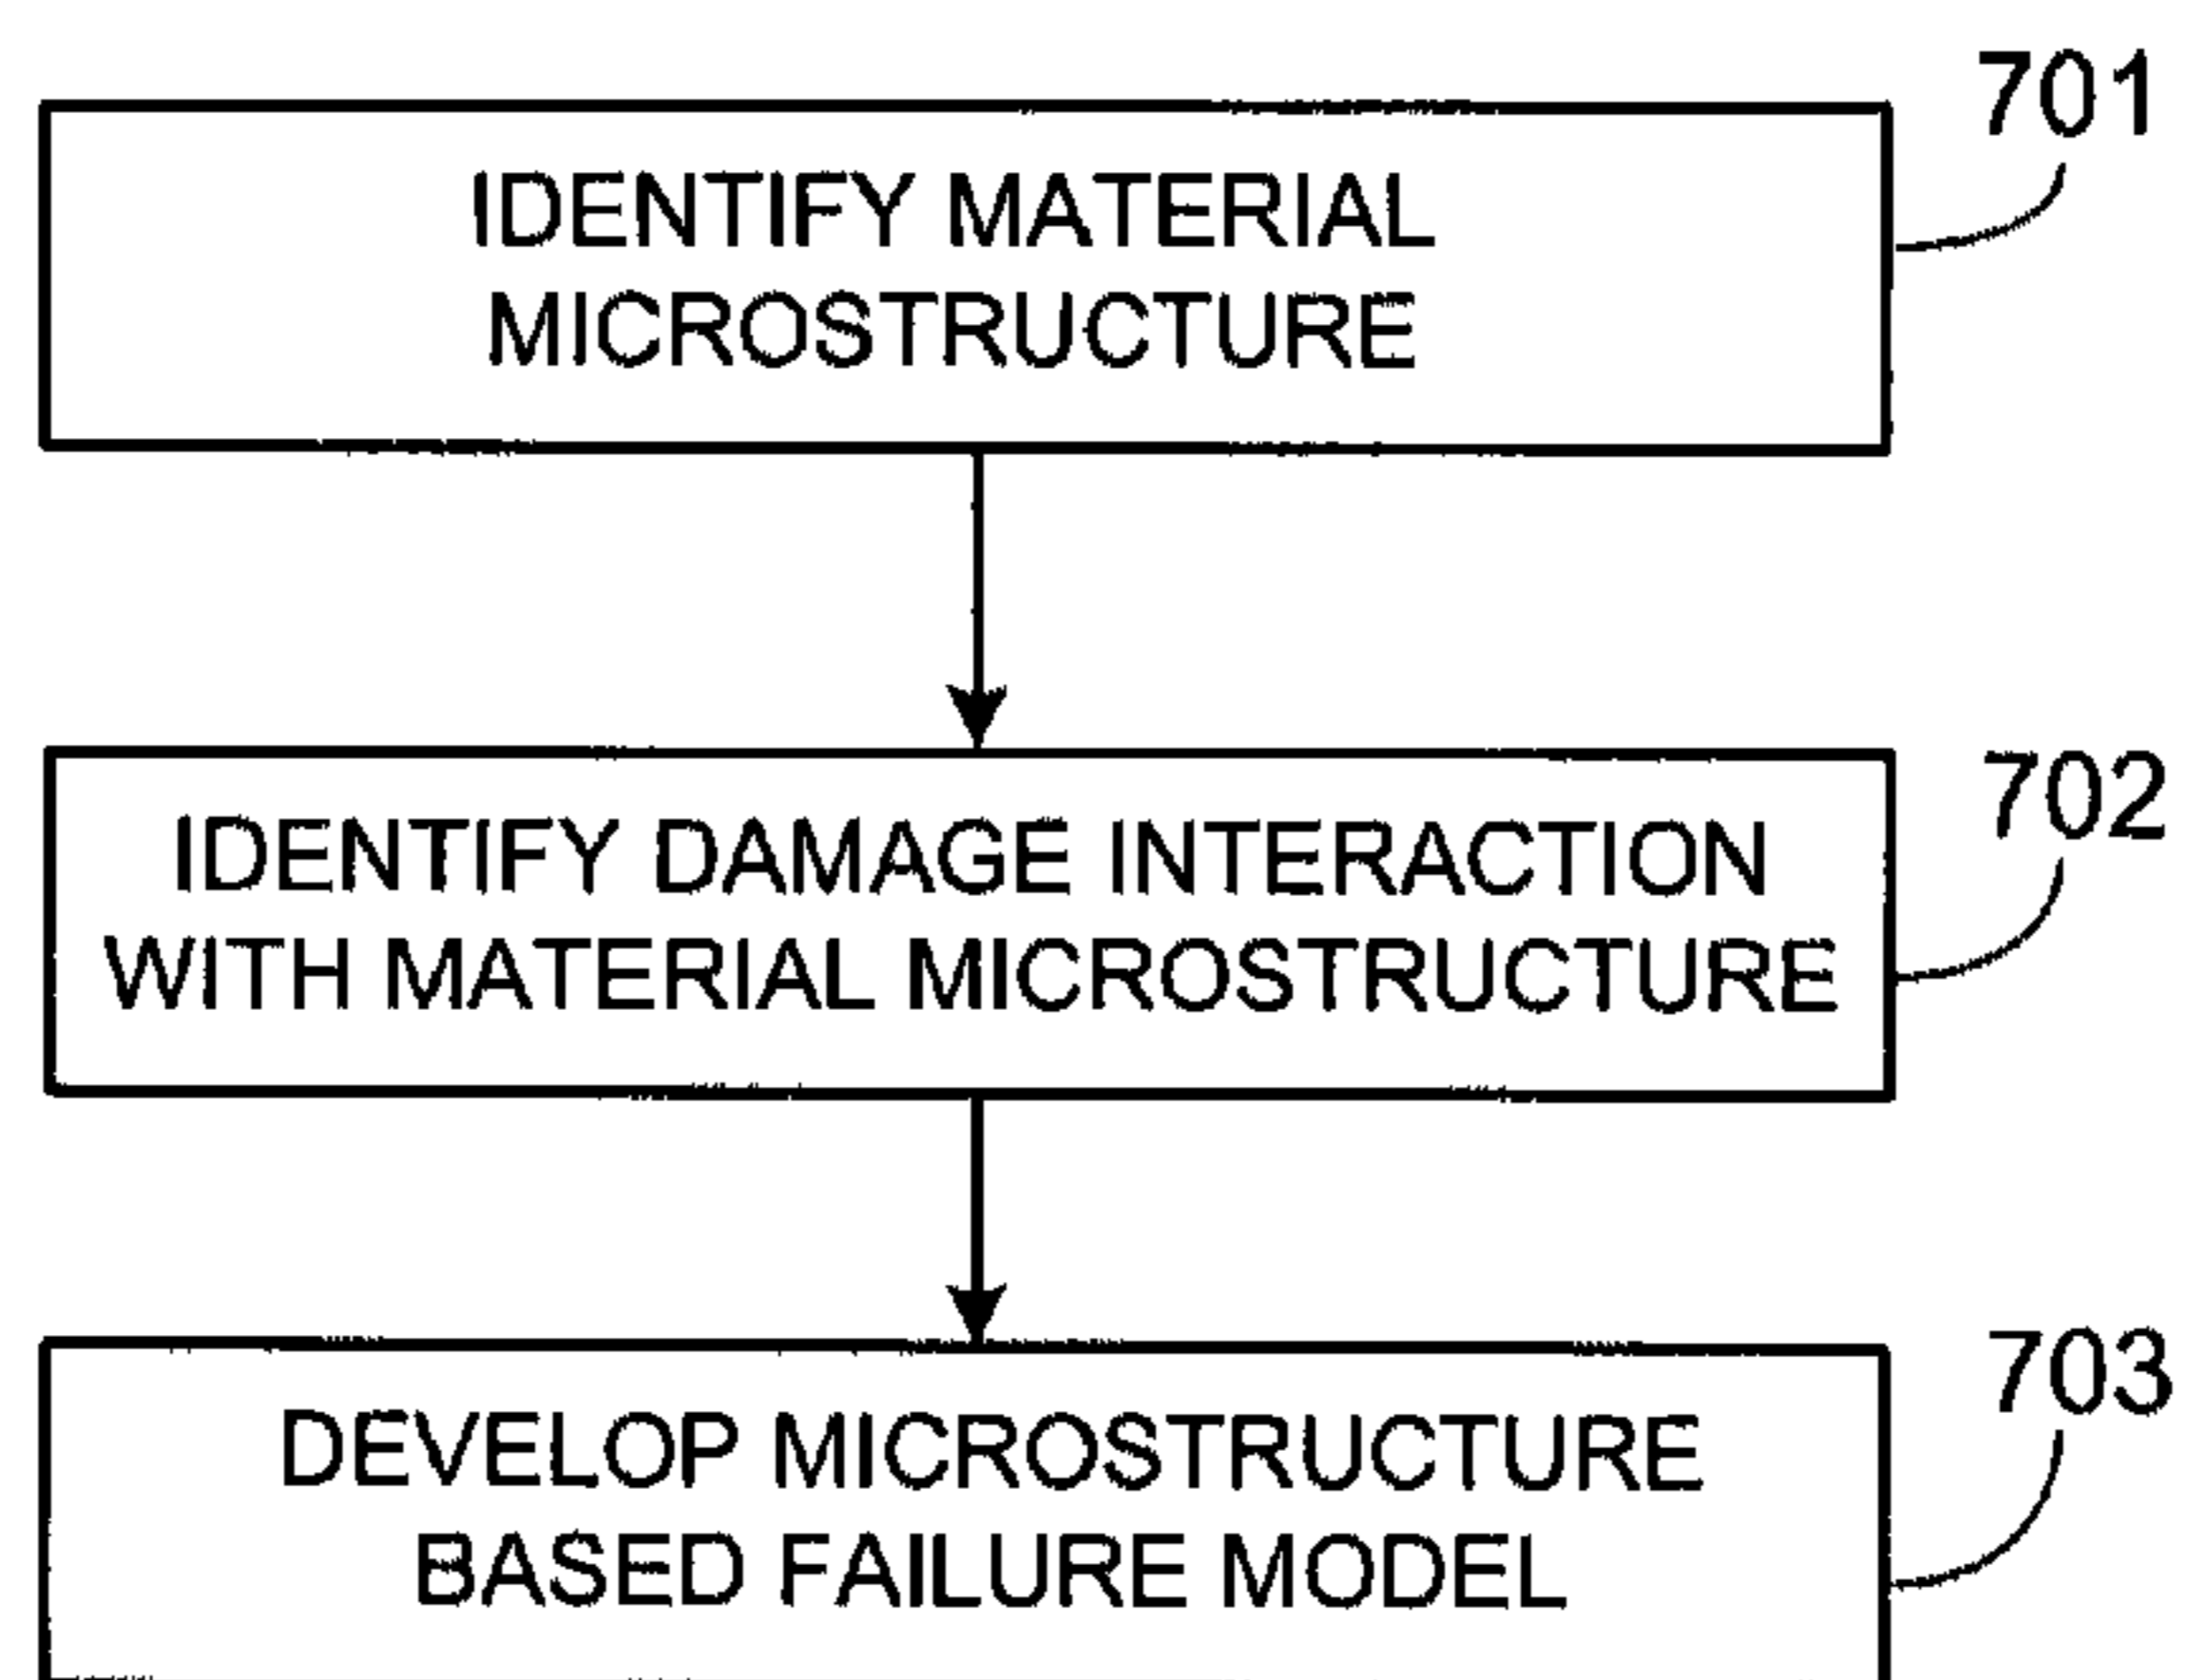 701
IDENTIFY MATERIAL
MICROSTRUCTURE
702
IDENTIFY DAMAGE INTERACTION
WITH MATERIAL MICROSTRUCTURE
703
DEVELOP MICROSTRUCTURE
BASED FAILURE MODEL